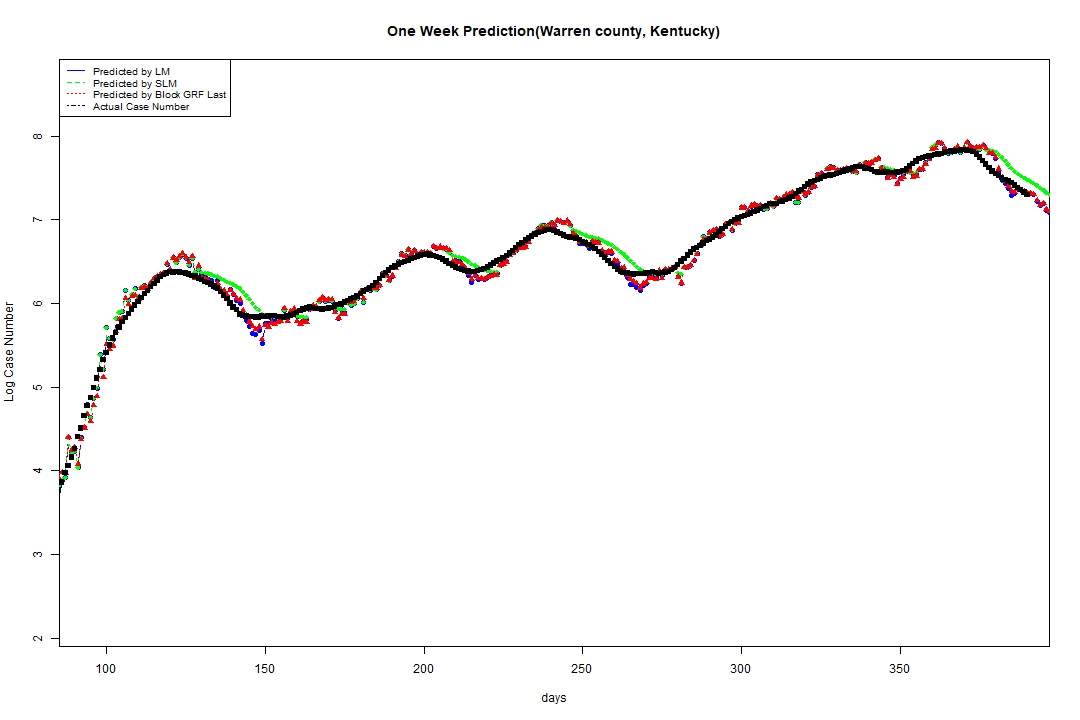 One Week Prediction(Warren county, Kentucky)
Predicted by LM
Predicted by SLM
Predicted by Block GRF Last
Actual Case Number
8
7
6
5
4
3
2
Log Case Number
100 150 200 250 300 350
days